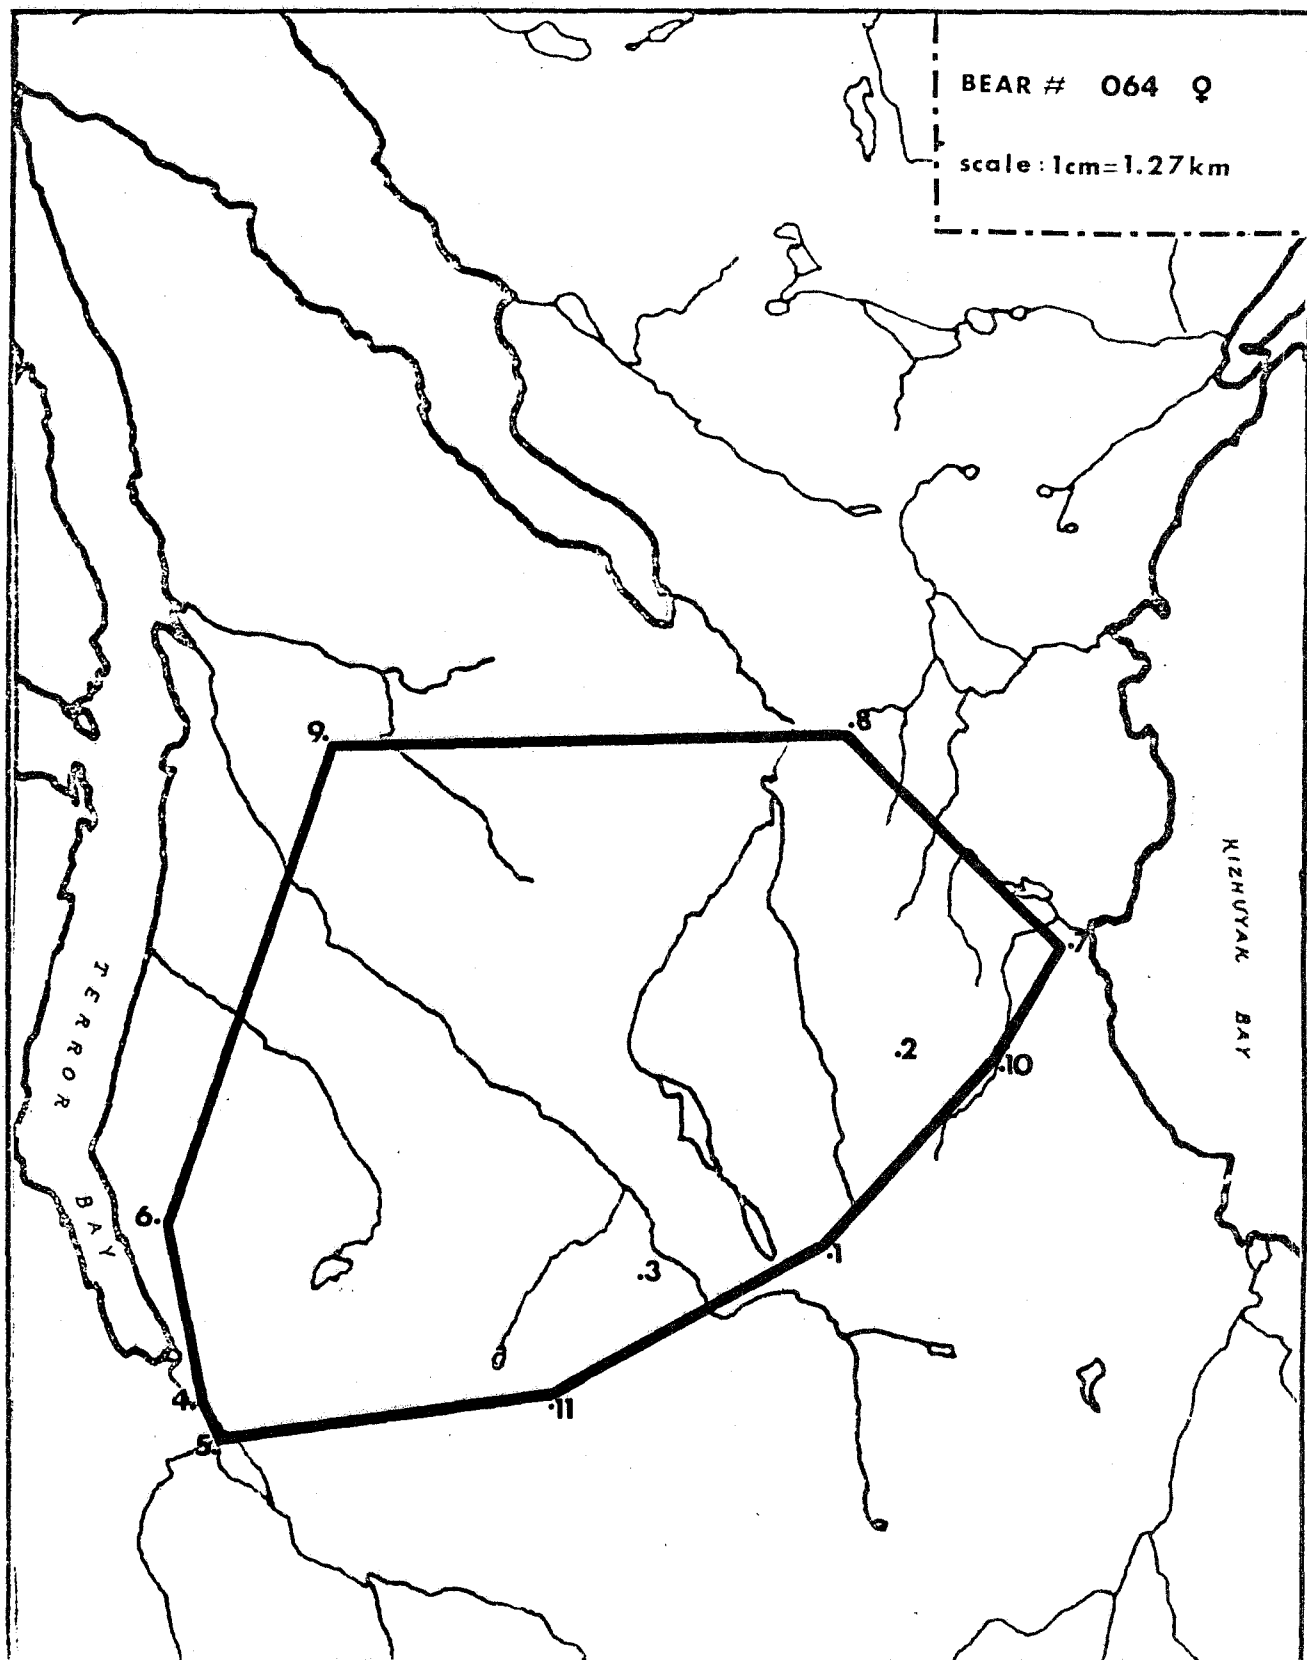 BEAR # 064 ♀
scale: 1cm=1.27km
9.
.8
KIZHUYAK BAY
.7
TERROR BAY
.2
.10
6.
.1
.3
4.
.11
5.